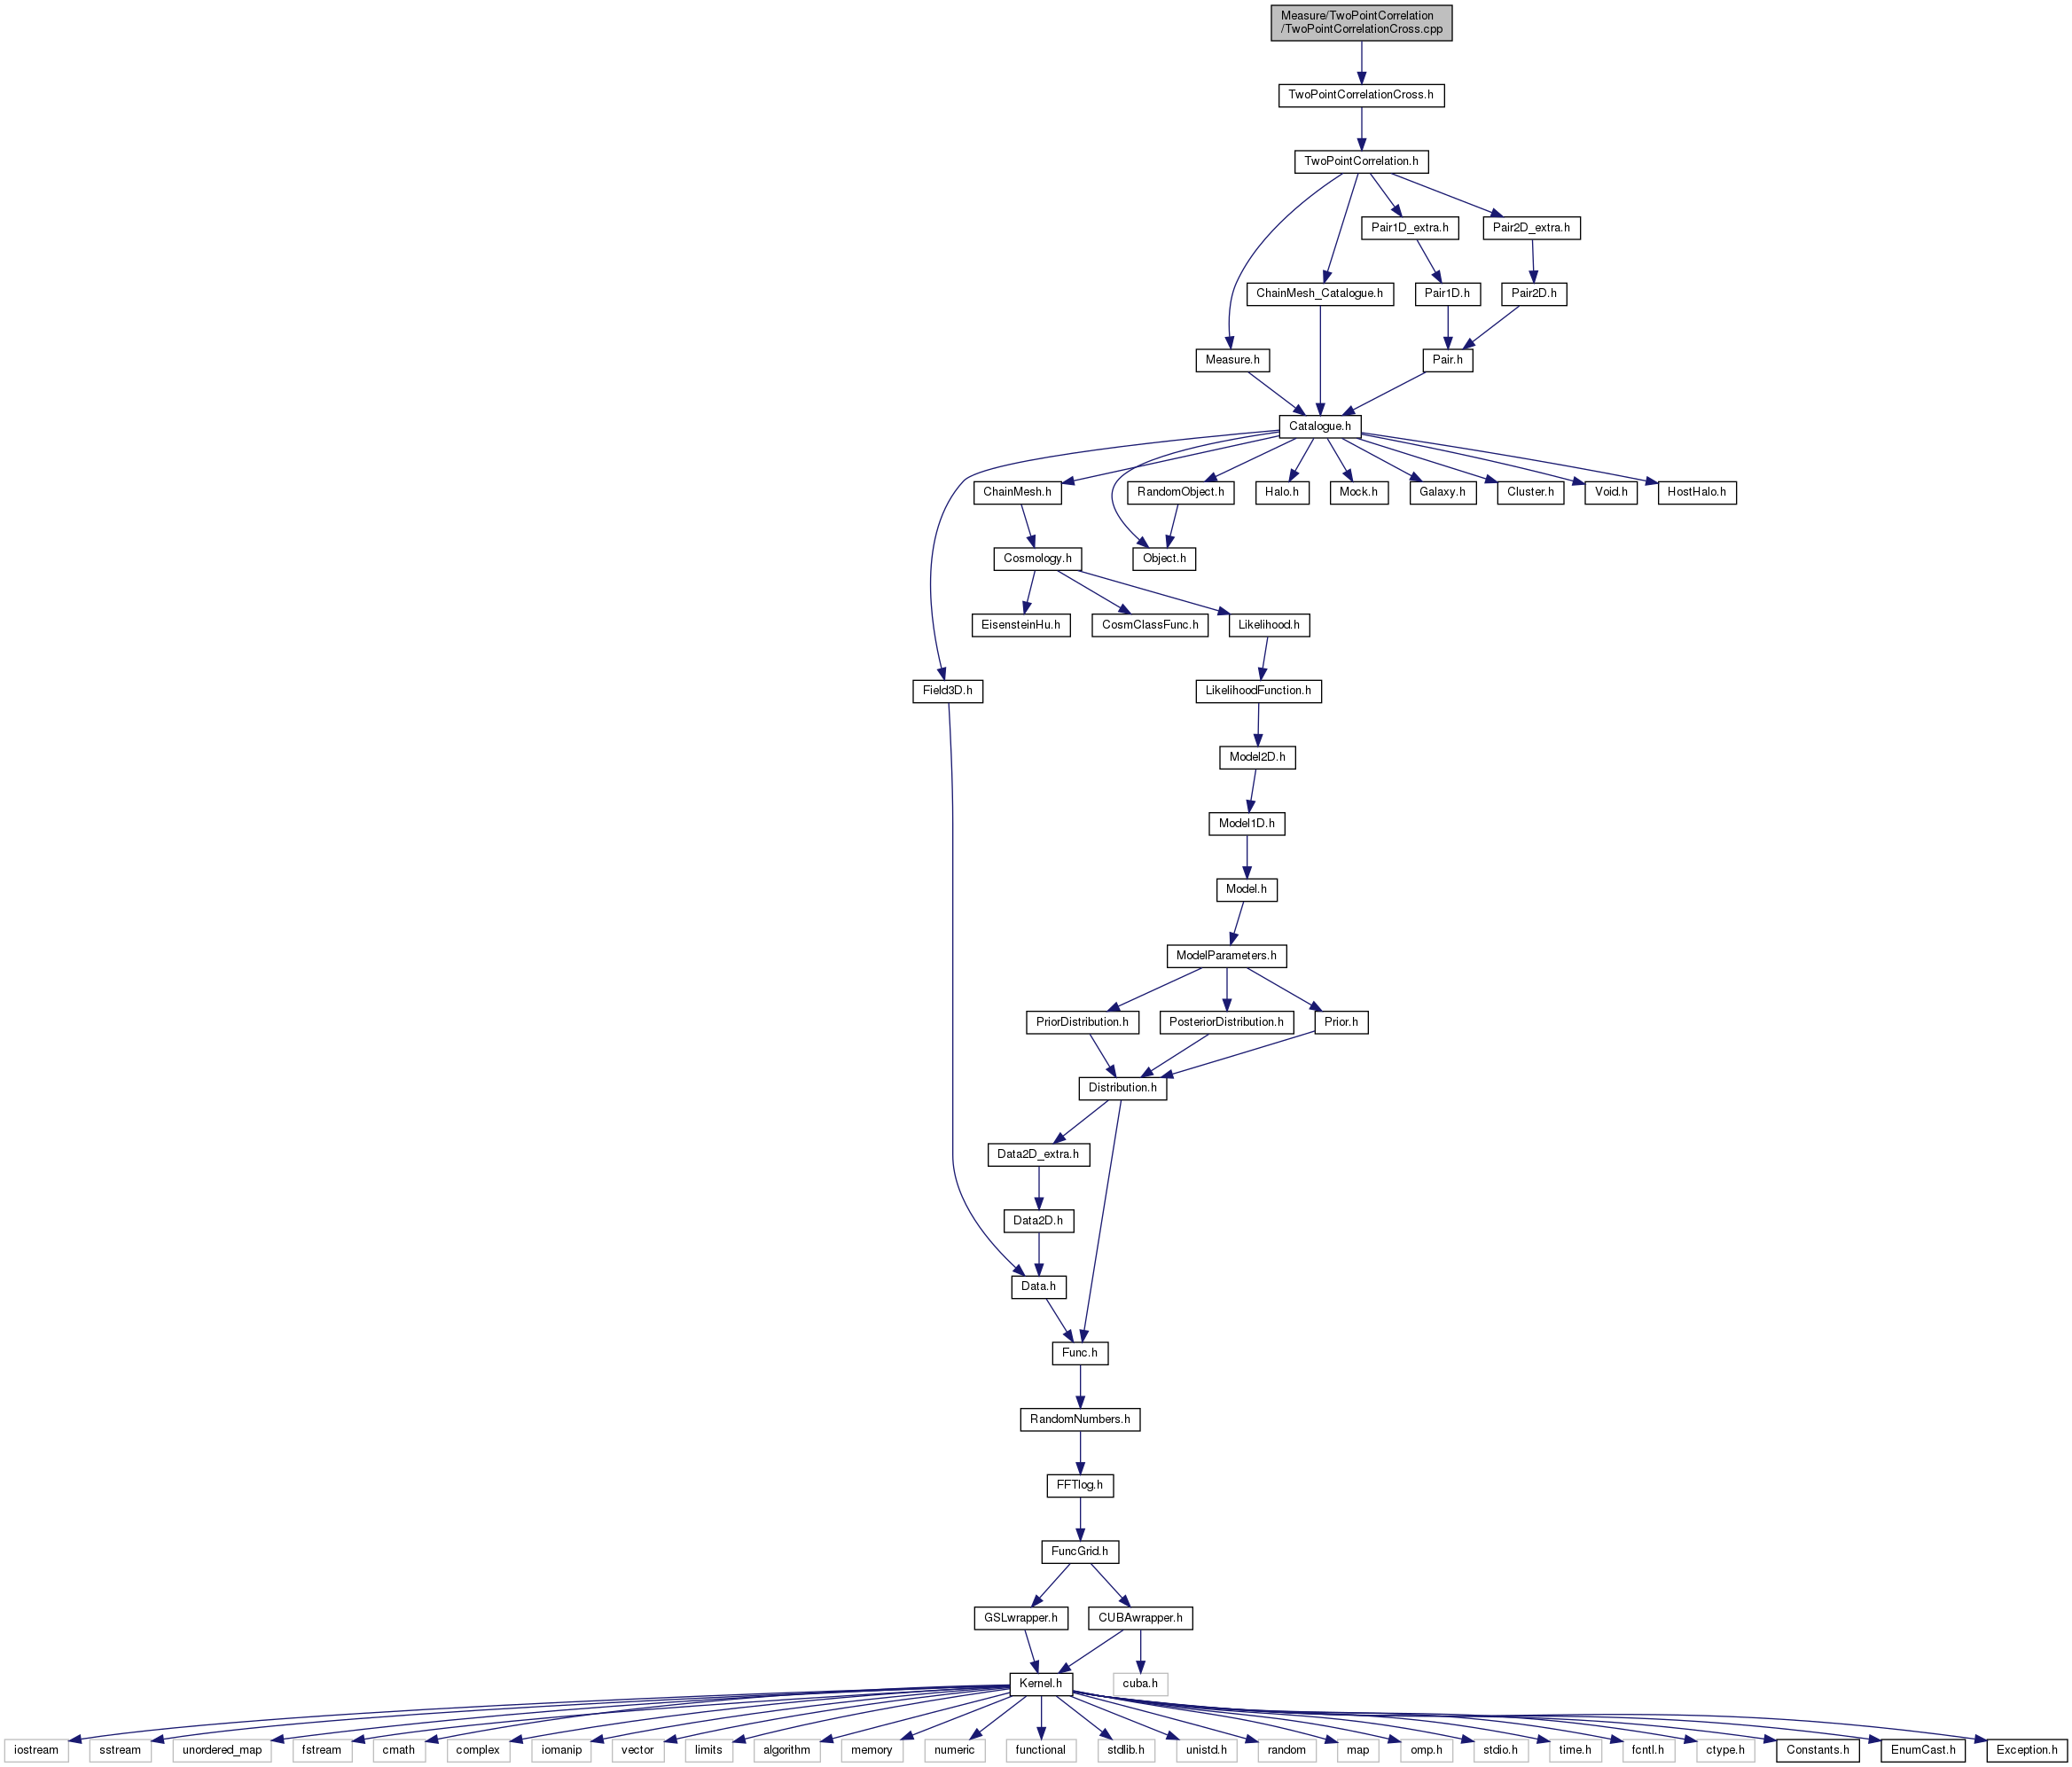 Measure/TwoPointCorrelation
/TwoPointCorrelationCross.cpp
TwoPointCorrelationCross.h
TwoPointCorrelation.h
Pair1D_extra.h
Pair2D_extra.h
ChainMesh_Catalogue.h
Pair1D.h
Pair2D.h
Measure.h
Pair.h
Catalogue.h
ChainMesh.h
RandomObject.h
Halo.h
Mock.h
Galaxy.h
Cluster.h
Void.h
HostHalo.h
Cosmology.h
Object.h
EisensteinHu.h
CosmClassFunc.h
Likelihood.h
Field3D.h
LikelihoodFunction.h
Model2D.h
Model1D.h
Model.h
ModelParameters.h
PriorDistribution.h
PosteriorDistribution.h
Prior.h
Distribution.h
Data2D_extra.h
Data2D.h
Data.h
Func.h
RandomNumbers.h
FFTlog.h
FuncGrid.h
GSLwrapper.h
CUBAwrapper.h
Kernel.h
cuba.h
iostream
sstream
unordered_map
fstream
cmath
complex
iomanip
vector
limits
algorithm
memory
numeric
functional
stdlib.h
unistd.h
random
map
omp.h
stdio.h
time.h
fcntl.h
ctype.h
Constants.h
EnumCast.h
Exception.h